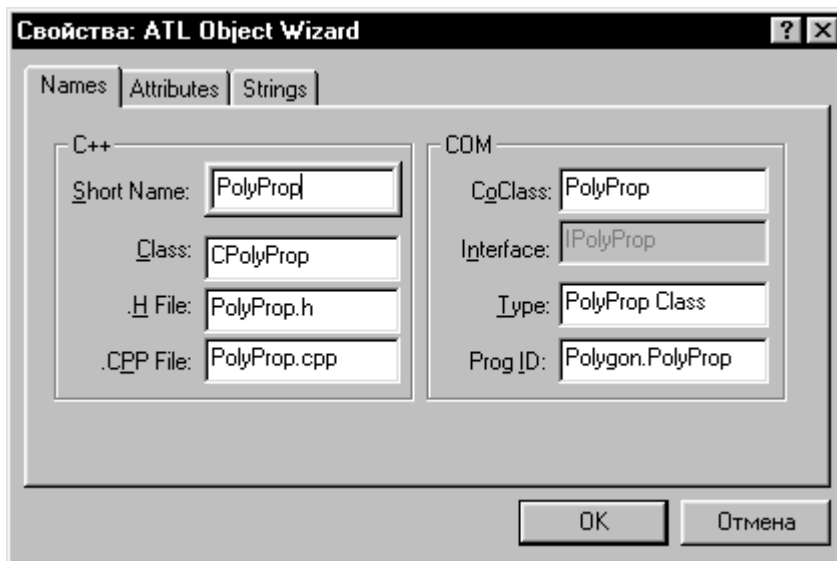 Свойства: ATL Object Wizard
Names Attributes Strings
C++
Short Name: PolyProp
Class: CPolyProp
.H File: PolyProp.h
.CPP File: PolyProp.cpp
COM
CoClass: PolyProp
Interface: IPolyProp
Type: PolyProp Class
Prog ID: Polygon.PolyProp
OK Отмена